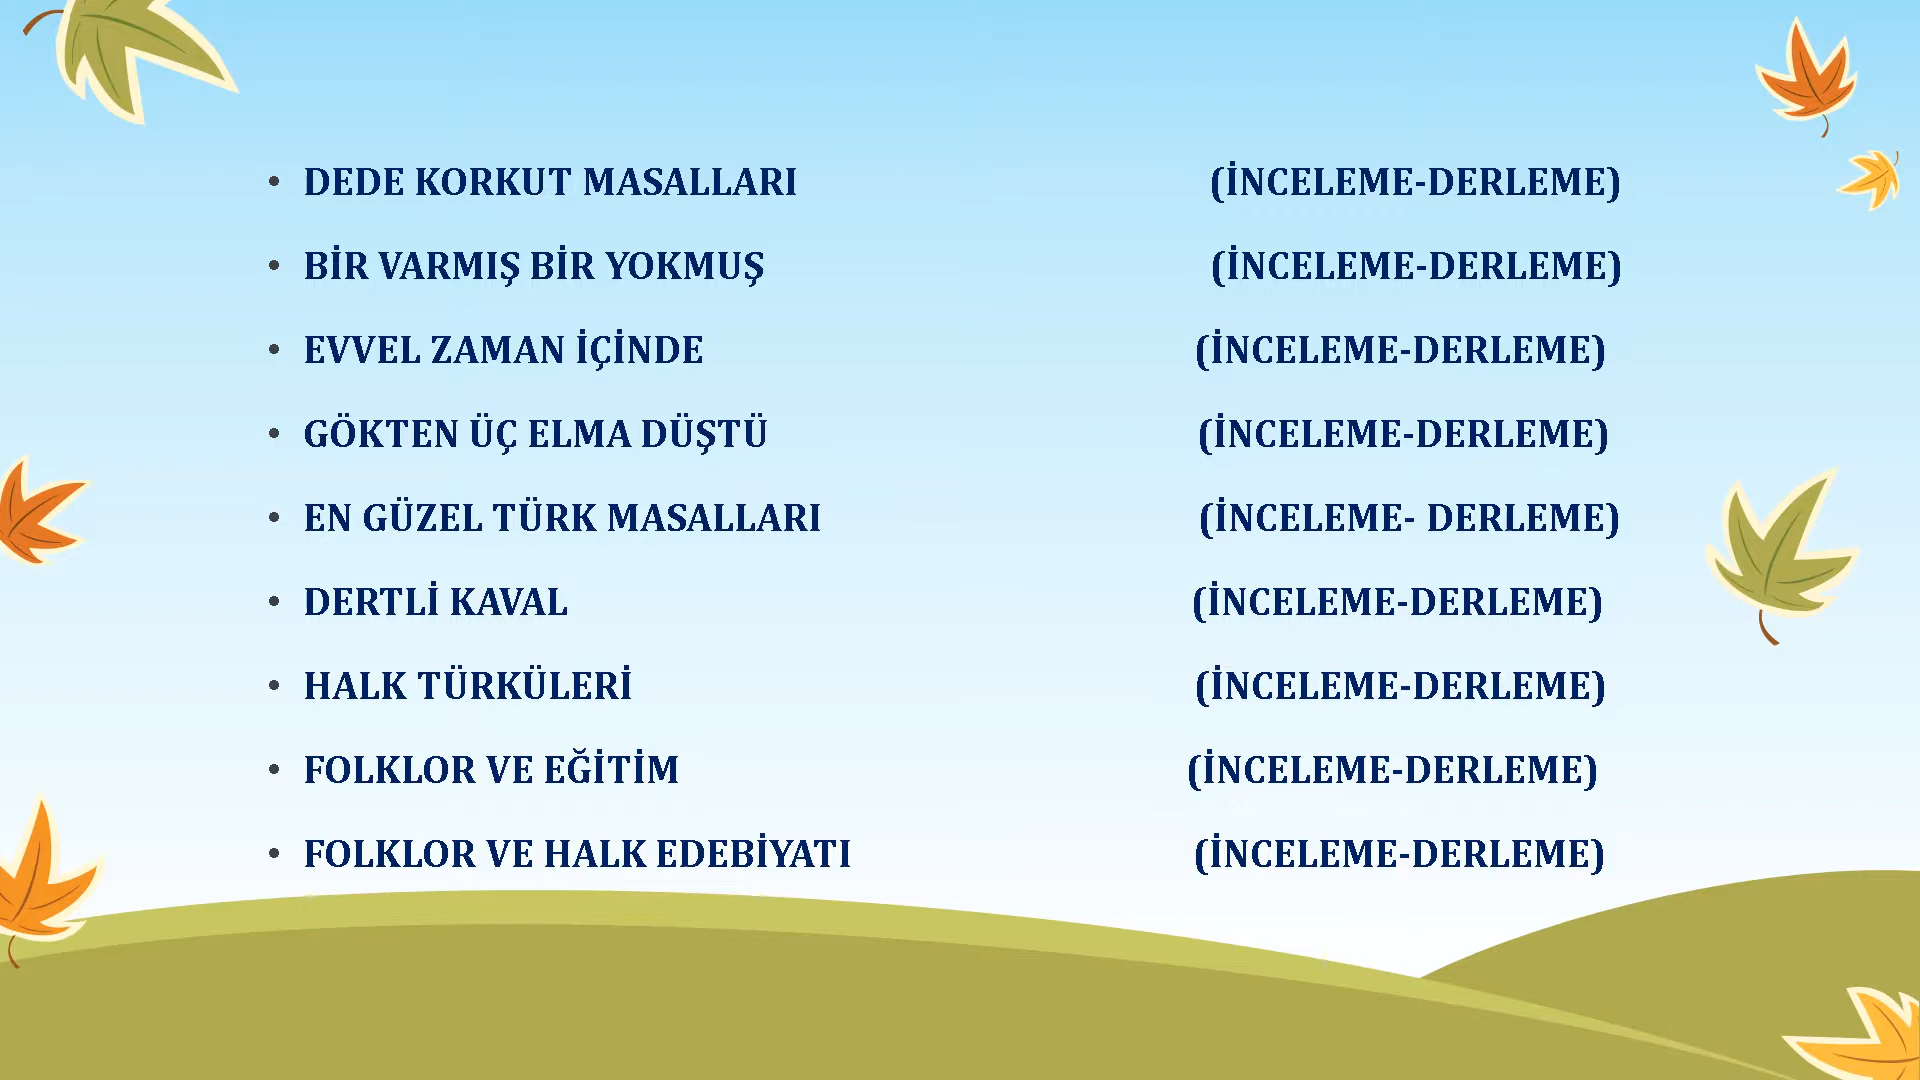 • DEDE KORKUT MASALLARI (İNCELEME-DERLEME)
• BİR VARMIŞ BİR YOKMUŞ (İNCELEME-DERLEME)
• EVVEL ZAMAN İÇİNDE (İNCELEME-DERLEME)
• GÖKTEN ÜÇ ELMA DÜŞTÜ (İNCELEME-DERLEME)
• EN GÜZEL TÜRK MASALLARI (İNCELEME- DERLEME)
• DERTLİ KAVAL (İNCELEME-DERLEME)
• HALK TÜRKÜLERİ (İNCELEME-DERLEME)
• FOLKLOR VE EĞİTİM (İNCELEME-DERLEME)
• FOLKLOR VE HALK EDEBİYATI (İNCELEME-DERLEME)